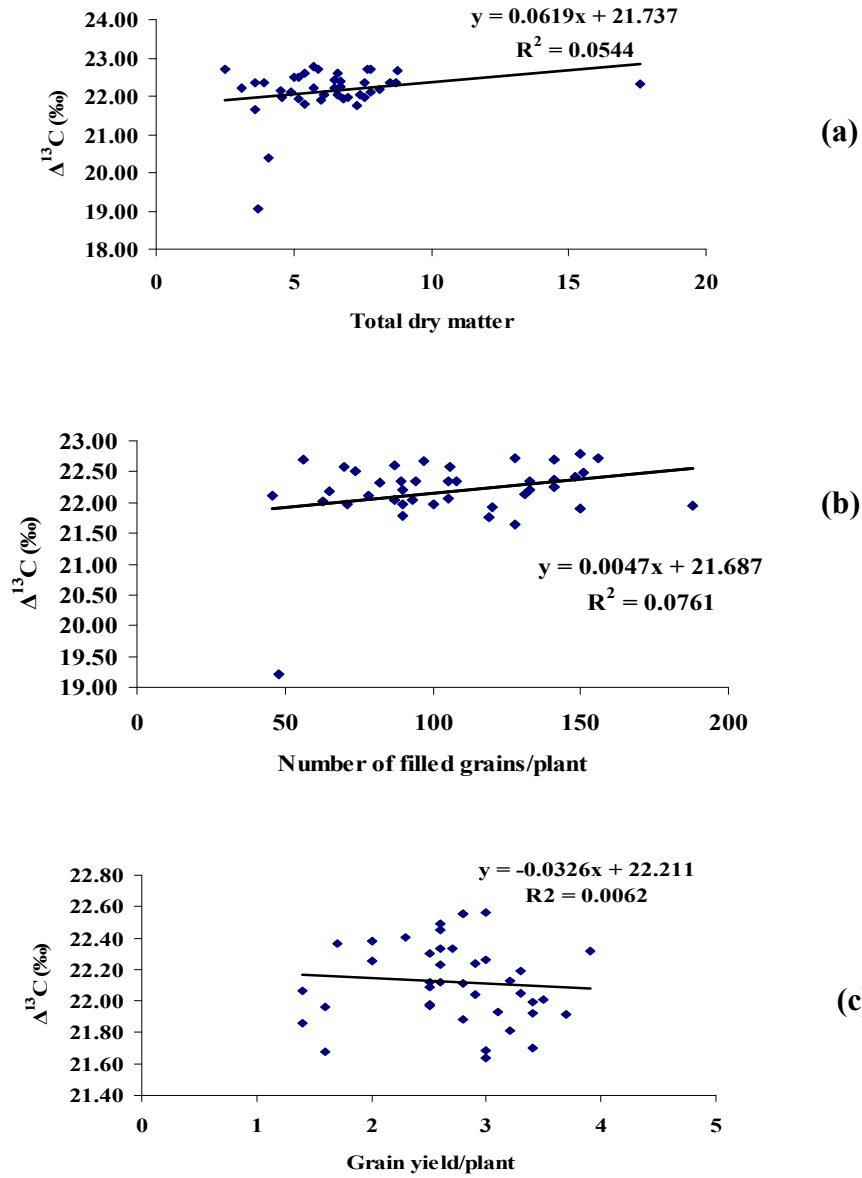 y = 0.0619x + 21.737
R² = 0.0544
24.00
23.00
22.00
21.00
20.00
19.00
18.00
Δ¹³C (‰)
0 5 10 15 20
Total dry matter
(a)
23.00
22.50
22.00
21.50
21.00
20.50
20.00
19.50
19.00
Δ¹³C (‰)
y = 0.0047x + 21.687
R² = 0.0761
0 50 100 150 200
Number of filled grains/plant
(b)
y = -0.0326x + 22.211
R2 = 0.0062
22.80
22.60
22.40
22.20
22.00
21.80
21.60
21.40
Δ¹³C (‰)
0 1 2 3 4 5
Grain yield/plant
(c